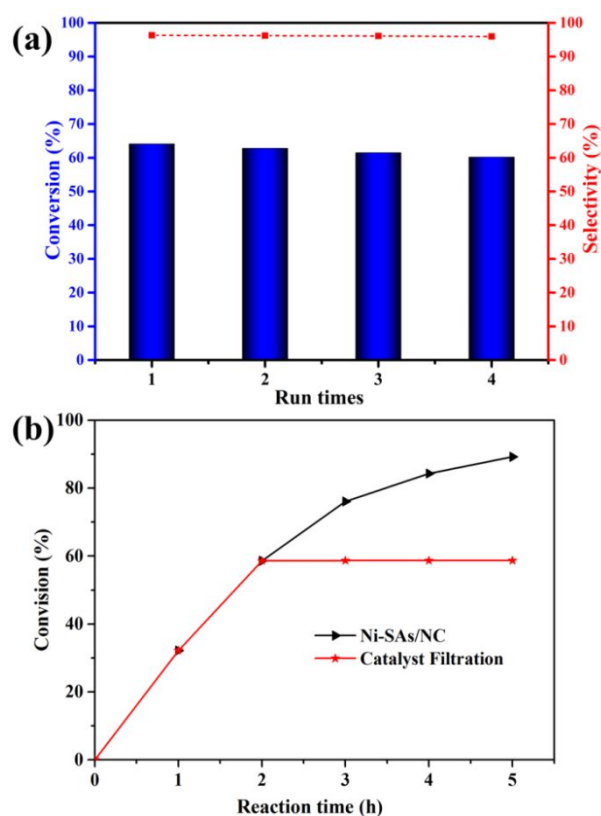 (a)
100
90
80
70
60
50
40
30
20
10
0
Conversion (%)
100
90
80
70
60
50
40
30
20
10
0
Selectivity (%)
1 2 3 4
Run times
(b)
100
80
60
40
20
0
Convision (%)
Ni-SAs/NC
Catalyst Filtration
0 1 2 3 4 5
Reaction time (h)